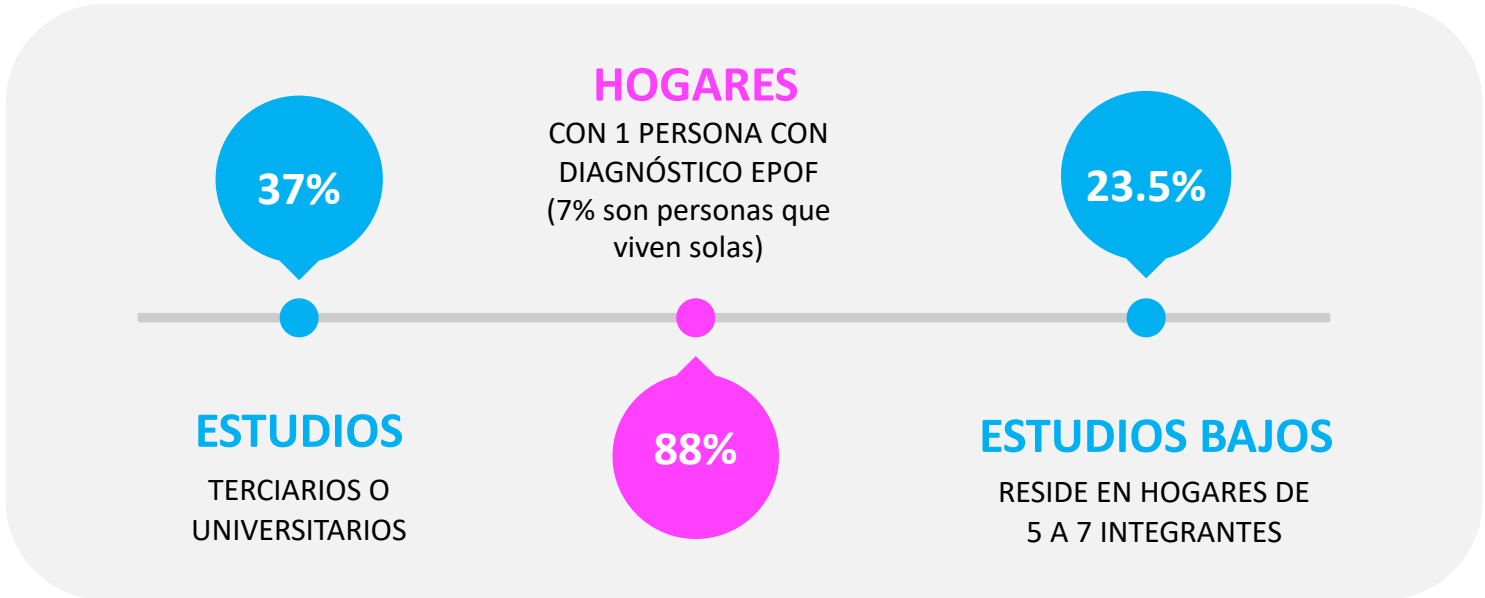 37%
ESTUDIOS
TERCIARIOS O
UNIVERSITARIOS
HOGARES
CON 1 PERSONA CON
DIAGNÓSTICO EPOF
(7% son personas que
viven solas)
88%
23.5%
ESTUDIOS BAJOS
RESIDE EN HOGARES DE
5 A 7 INTEGRANTES